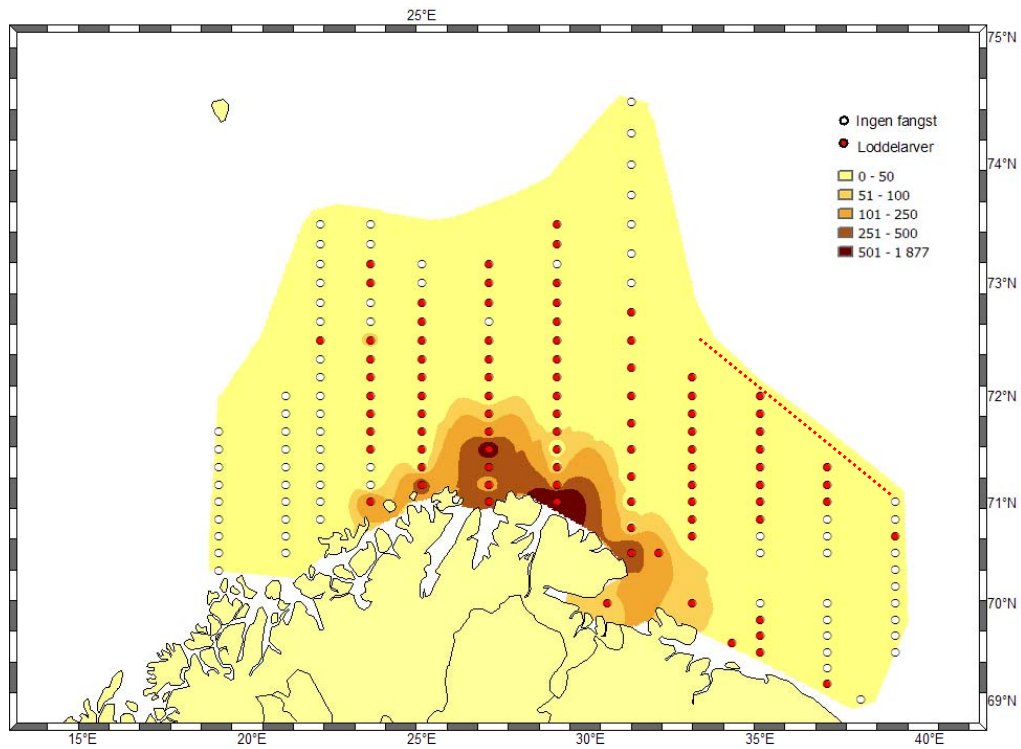 25°E
75°N
Ingen fangst
Loddelarver
74°N
0 - 50
51 - 100
101 - 250
251 - 500
501 - 1 877
73°N
72°N
71°N
70°N
69°N
15°E
20°E
25°E
30°E
35°E
40°E